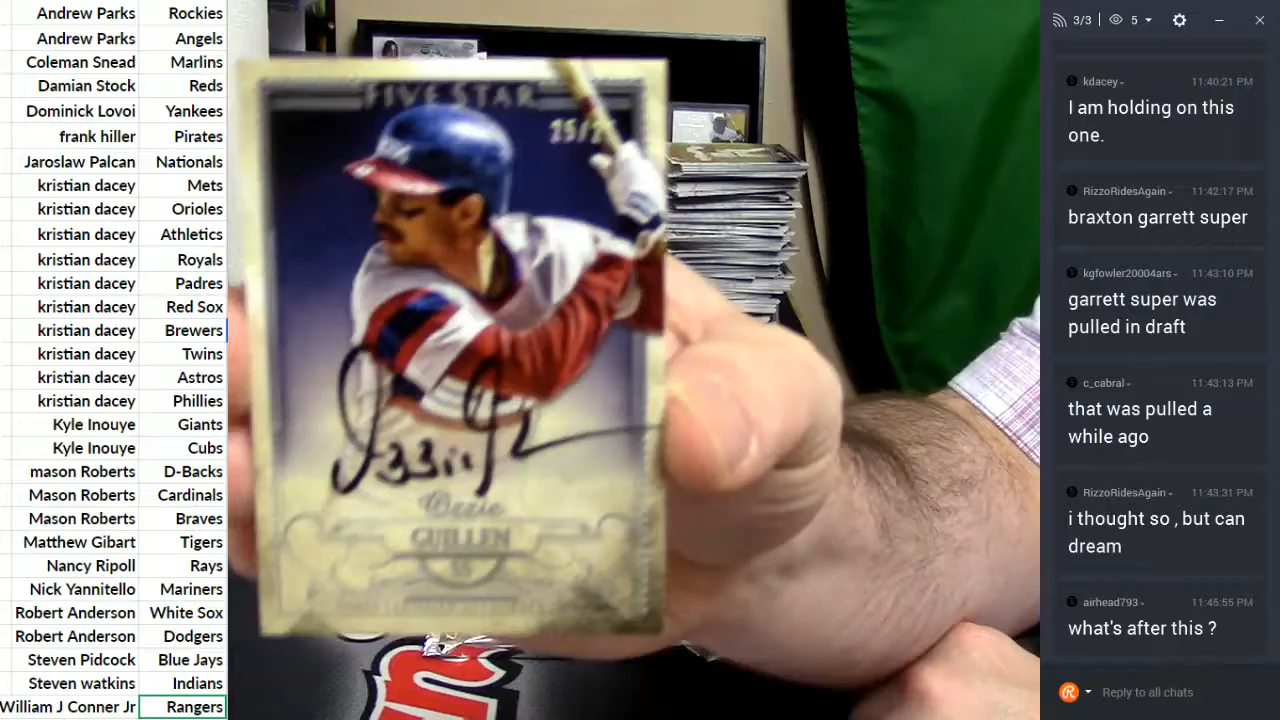 Andrew Parks Rockies
Andrew Parks Angels
Coleman Snead Marlins
Damian Stock Reds
Dominick Lovoi Yankees
frank hiller Pirates
Jaroslaw Palcan Nationals
kristian dacey Mets
kristian dacey Orioles
kristian dacey Athletics
kristian dacey Royals
kristian dacey Padres
kristian dacey Red Sox
kristian dacey Brewers
kristian dacey Twins
kristian dacey Astros
kristian dacey Phillies
Kyle Inouye Giants
Kyle Inouye Cubs
mason Roberts D-Backs
Mason Roberts Cardinals
Mason Roberts Braves
Matthew Gibart Tigers
Nancy Ripoll Rays
Nick Yannitello Mariners
Robert Anderson White Sox
Robert Anderson Dodgers
Steven Pidcock Blue Jays
Steven watkins Indians
William J Conner Jr Rangers
FIVE STAR
Ozzie
GUILLEN
3/3 5
kdacey 11:40:21 PM
I am holding on this
one.
RizzoRidesAgain 11:42:17 PM
braxton garrett super
kgfowler20004ars 11:43:10 PM
garrett super was
pulled in draft
c_cabral 11:43:13 PM
that was pulled a
while ago
RizzoRidesAgain 11:43:31 PM
i thought so , but can
dream
airhead793 11:45:55 PM
what's after this ?
Reply to all chats